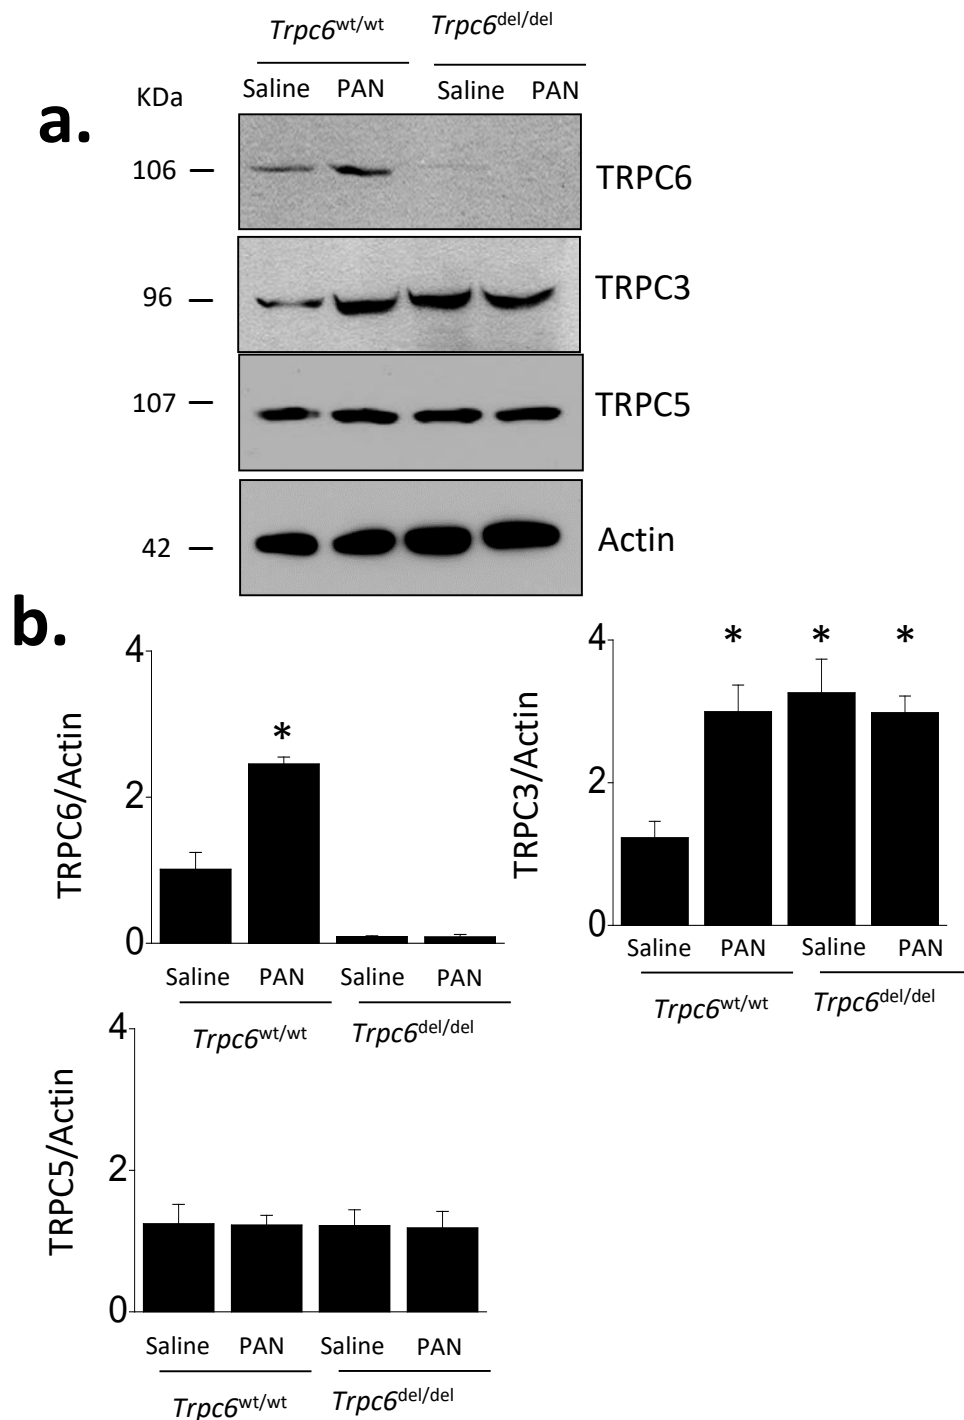 Trpc6wt/wt Trpc6del/del
Saline PAN Saline PAN
KDa
a.
106 TRPC6
96 TRPC3
107 TRPC5
42 Actin
b.
4
2
0
TRPC6/Actin
*
Saline PAN Saline PAN
Trpc6wt/wt Trpc6del/del
4
2
0
TRPC3/Actin
* * *
Saline PAN Saline PAN
Trpc6wt/wt Trpc6del/del
4
2
0
TRPC5/Actin
Saline PAN Saline PAN
Trpc6wt/wt Trpc6del/del